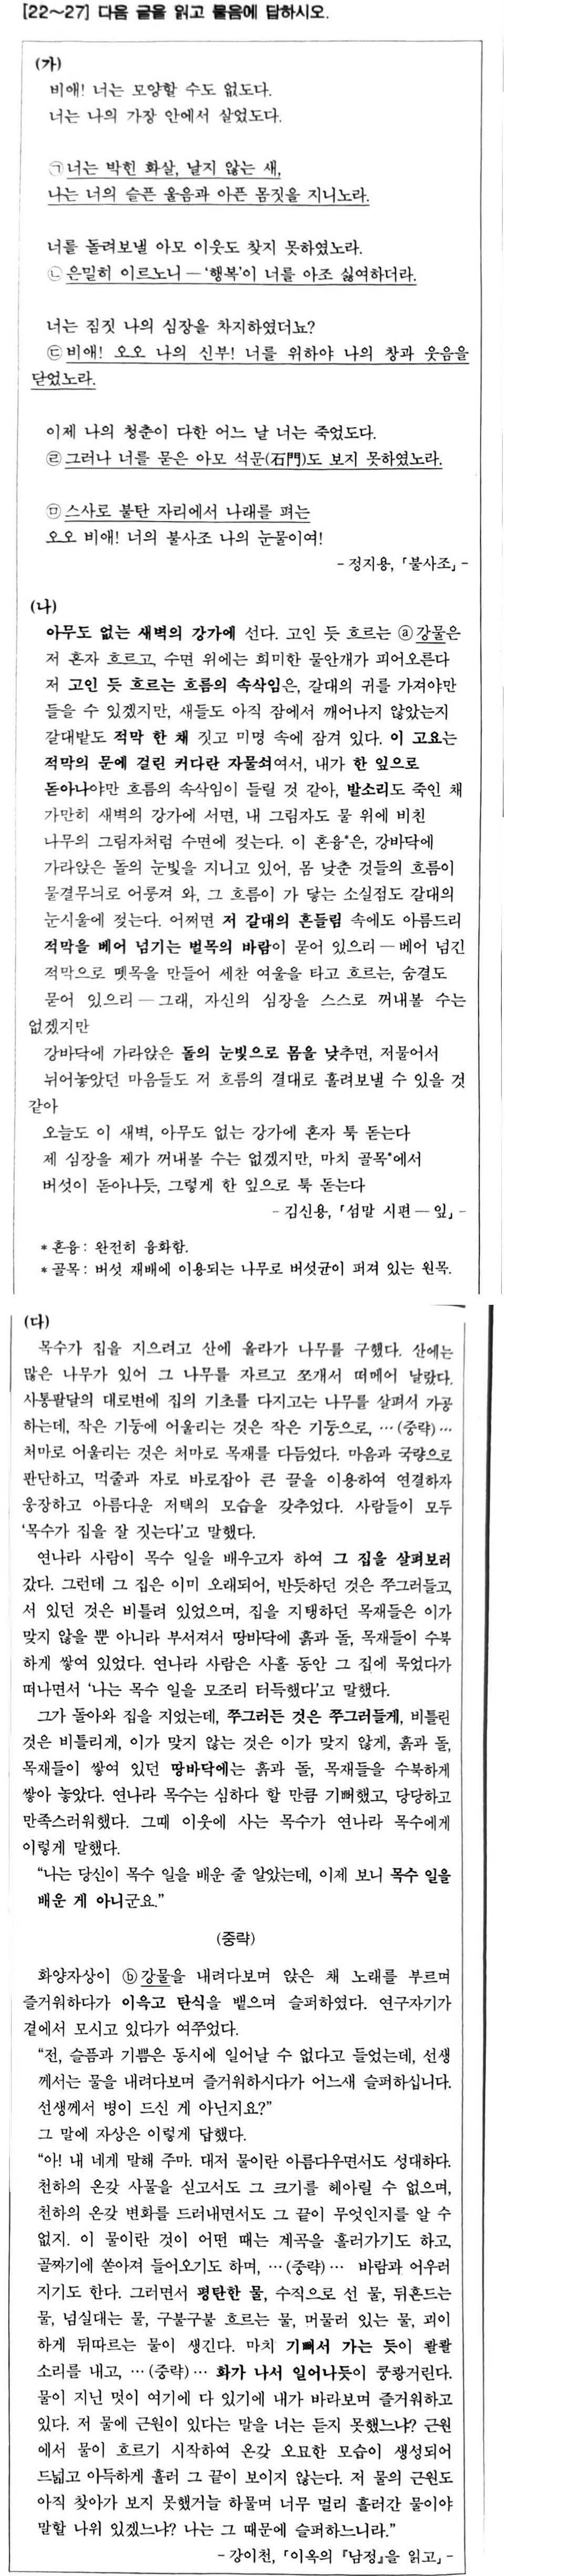 [22~27] 다음 글을 읽고 물음에 답하시오.
(가)
비애! 너는 모양할 수도 없도다.
너는 나의 가장 안에서 살었도다.
㉠너는 박힌 화살, 날지 않는 새,
나는 너의 슬픈 울음과 아픈 몸짓을 지니노라.
너를 돌려보낼 아모 이웃도 찾지 못하였노라.
㉡은밀히 이르노니 ─ ‘행복’이 너를 아조 싫여하더라.
너는 짐짓 나의 심장을 차지하였더뇨?
㉢비애! 오오 나의 신부! 너를 위하야 나의 창과 웃음을
닫었노라.
이제 나의 청춘이 다한 어느 날 너는 죽었도다.
㉣그러나 너를 묻은 아모 석문(石門)도 보지 못하였노라.
㉤스사로 불탄 자리에서 나래를 펴는
오오 비애! 너의 불사조 나의 눈물이여!
- 정지용, 「불사조」 -
(나)
아무도 없는 새벽의 강가에 선다. 고인 듯 흐르는 ⓐ강물은
저 혼자 흐르고, 수면 위에는 희미한 물안개가 피어오른다
저 고인 듯 흐르는 흐름의 속삭임은, 갈대의 귀를 가져야만
들을 수 있겠지만, 새들도 아직 잠에서 깨어나지 않았는지
갈대밭도 적막 한 채 짓고 미명 속에 잠겨 있다. 이 고요는
적막의 문에 걸린 커다란 자물쇠여서, 내가 한 잎으로
돋아나야만 흐름의 속삭임이 들릴 것 같아, 발소리도 죽인 채
가만히 새벽의 강가에 서면, 내 그림자도 물 위에 비친
나무의 그림자처럼 수면에 젖는다. 이 혼융*은, 강바닥에
가라앉은 돌의 눈빛을 지니고 있어, 몸 낮춘 것들의 흐름이
물결무늬로 어룽져 와, 그 흐름이 가 닿는 소실점도 갈대의
눈시울에 젖는다. 어쩌면 저 갈대의 흔들림 속에도 아름드리
적막을 베어 넘기는 벌목의 바람이 묻어 있으리 ─ 베어 넘긴
적막으로 뗏목을 만들어 세찬 여울을 타고 흐르는, 숨결도
묻어 있으리 ─ 그래, 자신의 심장을 스스로 꺼내볼 수는
없겠지만
강바닥에 가라앉은 돌의 눈빛으로 몸을 낮추면, 저물어서
뉘어놓았던 마음들도 저 흐름의 결대로 흘려보낼 수 있을 것
같아
오늘도 이 새벽, 아무도 없는 강가에 혼자 툭 돋는다
제 심장을 제가 꺼내볼 수는 없겠지만, 마치 골목*에서
버섯이 돋아나듯, 그렇게 한 잎으로 툭 돋는다
- 김신용, 「섬말 시편 ─ 잎」 -
* 혼융 : 완전히 융화함.
* 골목 : 버섯 재배에 이용되는 나무로 버섯균이 퍼져 있는 원목.
(다)
목수가 집을 지으려고 산에 올라가 나무를 구했다. 산에는
많은 나무가 있어 그 나무를 자르고 쪼개서 떠메어 날랐다.
사통팔달의 대로변에 집의 기초를 다지고는 나무를 살펴서 가공
하는데, 작은 기둥에 어울리는 것은 작은 기둥으로, …(중략)…
처마로 어울리는 것은 처마로 목재를 다듬었다. 마음과 국량으로
판단하고, 먹줄과 자로 바로잡아 큰 끌을 이용하여 연결하자
웅장하고 아름다운 저택의 모습을 갖추었다. 사람들이 모두
‘목수가 집을 잘 짓는다’고 말했다.
연나라 사람이 목수 일을 배우고자 하여 그 집을 살펴보러
갔다. 그런데 그 집은 이미 오래되어, 반듯하던 것은 쭈그러들고,
서 있던 것은 비틀려 있었으며, 집을 지탱하던 목재들은 이가
맞지 않을 뿐 아니라 부서져서 땅바닥에 흙과 돌, 목재들이 수북
하게 쌓여 있었다. 연나라 사람은 사흘 동안 그 집에 묵었다가
떠나면서 ‘나는 목수 일을 모조리 터득했다’고 말했다.
그가 돌아와 집을 지었는데, 쭈그러든 것은 쭈그러들게, 비틀린
것은 비틀리게, 이가 맞지 않는 것은 이가 맞지 않게, 흙과 돌,
목재들이 쌓여 있던 땅바닥에는 흙과 돌, 목재들을 수북하게
쌓아 놓았다. 연나라 목수는 심하다 할 만큼 기뻐했고, 당당하고
만족스러워했다. 그때 이웃에 사는 목수가 연나라 목수에게
이렇게 말했다.
“나는 당신이 목수 일을 배운 줄 알았는데, 이제 보니 목수 일을
배운 게 아니군요.”
(중략)
화양자상이 ⓑ강물을 내려다보며 앉은 채 노래를 부르며
즐거워하다가 이윽고 탄식을 뱉으며 슬퍼하였다. 연구자기가
곁에서 모시고 있다가 여쭈었다.
“전, 슬픔과 기쁨은 동시에 일어날 수 없다고 들었는데, 선생
께서는 물을 내려다보며 즐거워하시다가 어느새 슬퍼하십니다.
선생께서 병이 드신 게 아닌지요?”
그 말에 자상은 이렇게 답했다.
“아! 내 네게 말해 주마. 대저 물이란 아름다우면서도 성대하다.
천하의 온갖 사물을 싣고서도 그 크기를 헤아릴 수 없으며,
천하의 온갖 변화를 드러내면서도 그 끝이 무엇인지를 알 수
없지. 이 물이란 것이 어떤 때는 계곡을 흘러가기도 하고,
골짜기에 쏟아져 들어오기도 하며, …(중략)… 바람과 어우러
지기도 한다. 그러면서 평탄한 물, 수직으로 선 물, 뒤흔드는
물, 넘실대는 물, 구불구불 흐르는 물, 머물러 있는 물, 괴이
하게 뒤따르는 물이 생긴다. 마치 기뻐서 가는 듯이 콸콸
소리를 내고, …(중략)… 화가 나서 일어나듯이 쿵쾅거린다.
물이 지닌 멋이 여기에 다 있기에 내가 바라보며 즐거워하고
있다. 저 물에 근원이 있다는 말을 너는 듣지 못했느냐? 근원
에서 물이 흐르기 시작하여 온갖 오묘한 모습이 생성되어
드넓고 아득하게 흘러 그 끝이 보이지 않는다. 저 물의 근원도
아직 찾아가 보지 못했거늘 하물며 너무 멀리 흘러간 물이야
말할 나위 있겠느냐? 나는 그 때문에 슬퍼하느니라.”
- 강이천, 「이옥의 『남정』을 읽고」 -